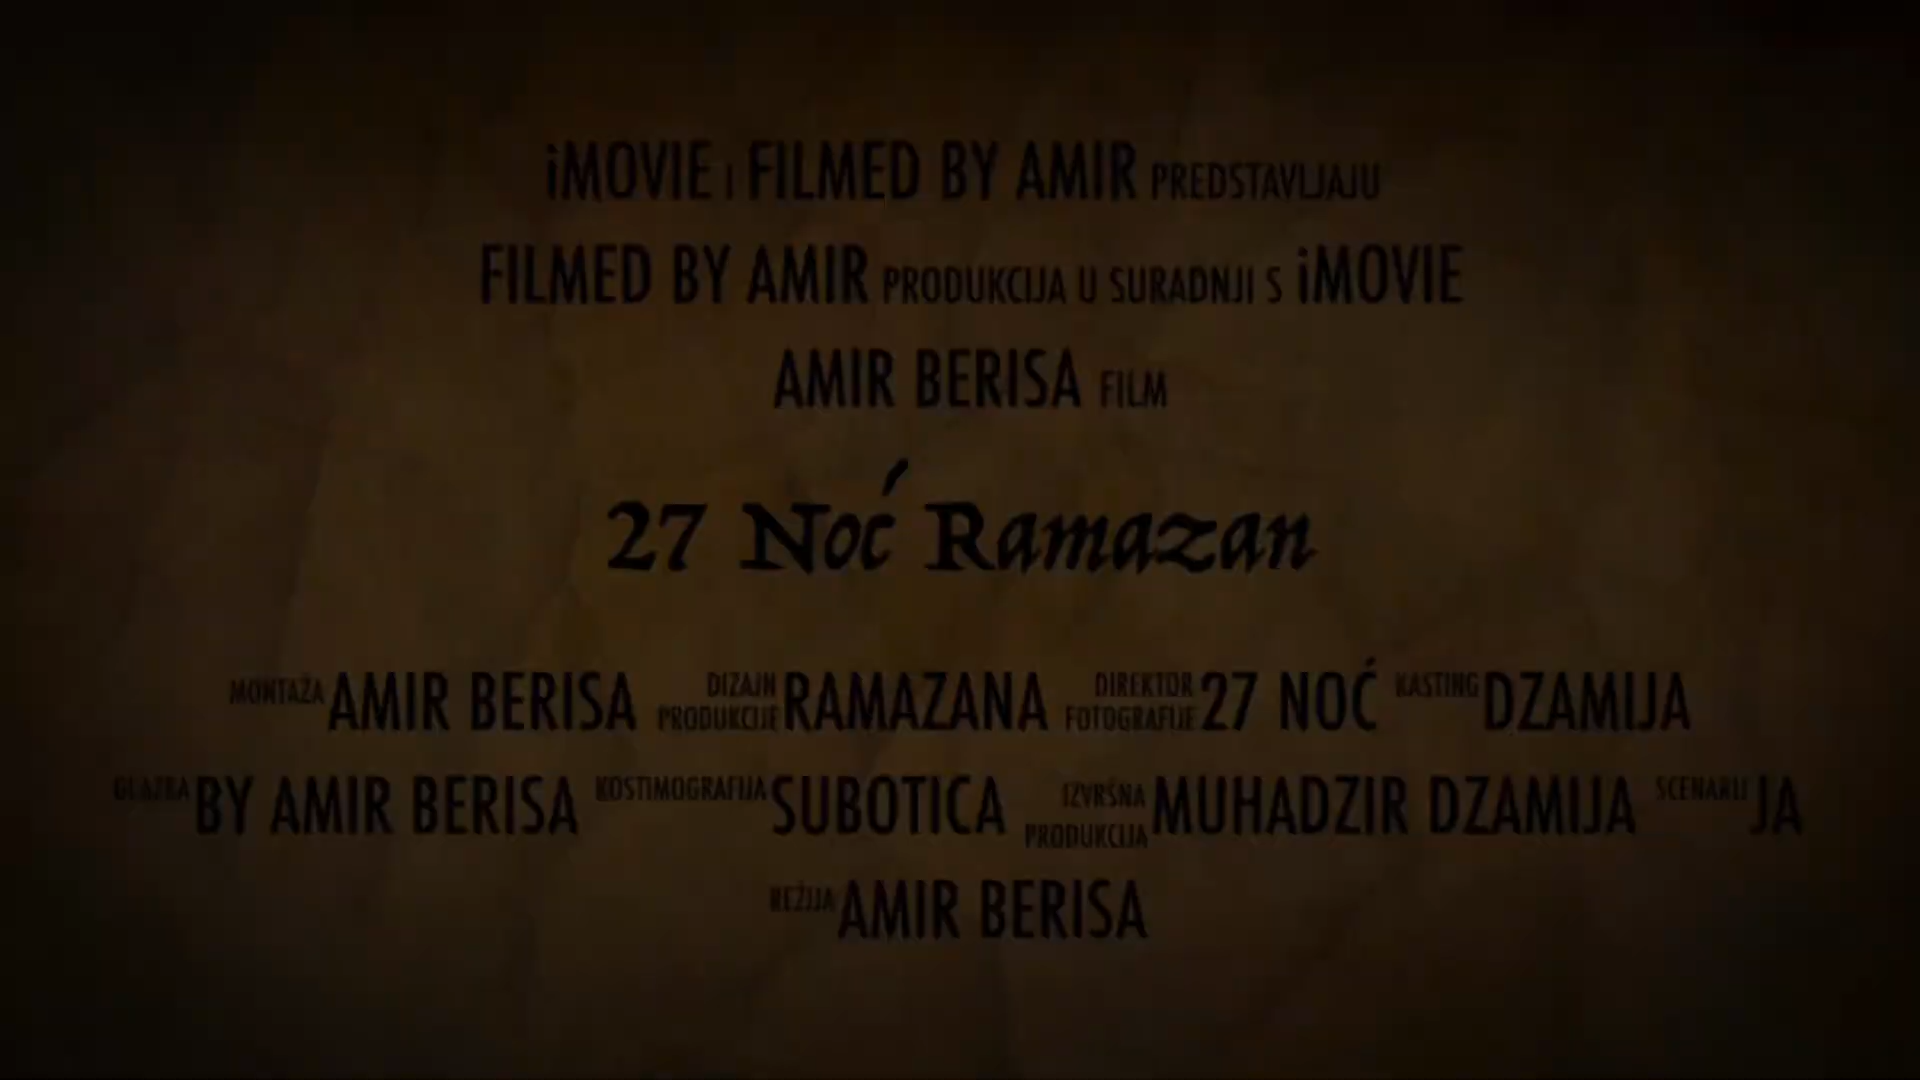 iMOVIE I FILMED BY AMIR PREDSTAVLJAJU
FILMED BY AMIR PRODUKCIJA U SURADNJI S iMOVIE
AMIR BERISA FILM
27 Noć Ramazan
MONTAŽA AMIR BERISA DIZAJN PRODUKCIJE RAMAZANA DIREKTOR FOTOGRAFIJE 27 NOĆ KASTING DZAMIJA
GLAZBA BY AMIR BERISA KOSTIMOGRAFIJA SUBOTICA IZVRŠNA PRODUKCIJA MUHADZIR DZAMIJA SCENARIJ JA
REŽIJA AMIR BERISA